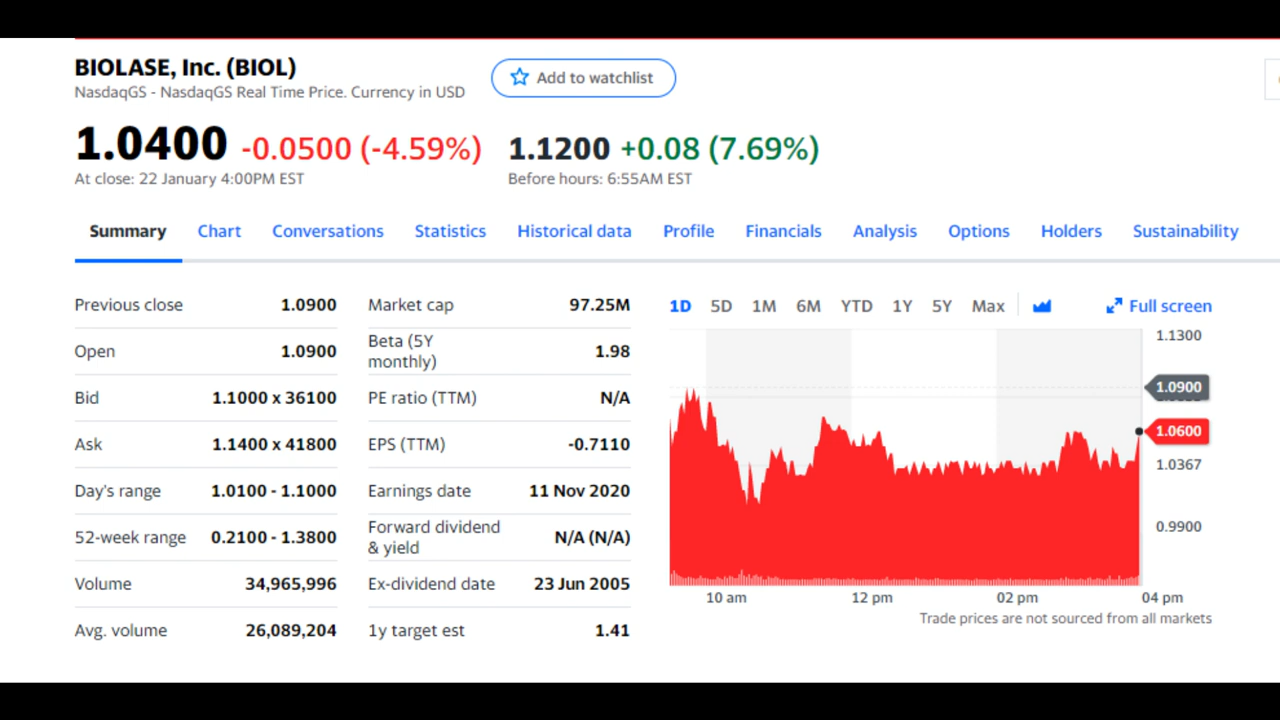 BIOLASE, Inc. (BIOL)
Add to watchlist
NasdaqGS - NasdaqGS Real Time Price. Currency in USD
1.0400 -0.0500 (-4.59%)
At close: 22 January 4:00PM EST
1.1200 +0.08 (7.69%)
Before hours: 6:55AM EST
Summary Chart Conversations Statistics Historical data Profile Financials Analysis Options Holders Sustainability
Previous close 1.0900
Open 1.0900
Bid 1.1000 x 36100
Ask 1.1400 x 41800
Day's range 1.0100 - 1.1000
52-week range 0.2100 - 1.3800
Volume 34,965,996
Avg. volume 26,089,204
Market cap 97.25M
Beta (5Y
monthly) 1.98
PE ratio (TTM) N/A
EPS (TTM) -0.7110
Earnings date 11 Nov 2020
Forward dividend
& yield N/A (N/A)
Ex-dividend date 23 Jun 2005
1y target est 1.41
1D 5D 1M 6M YTD 1Y 5Y Max Full screen
1.1300
1.0900
1.0600
1.0367
0.9900
10 am 12 pm 02 pm 04 pm
Trade prices are not sourced from all markets